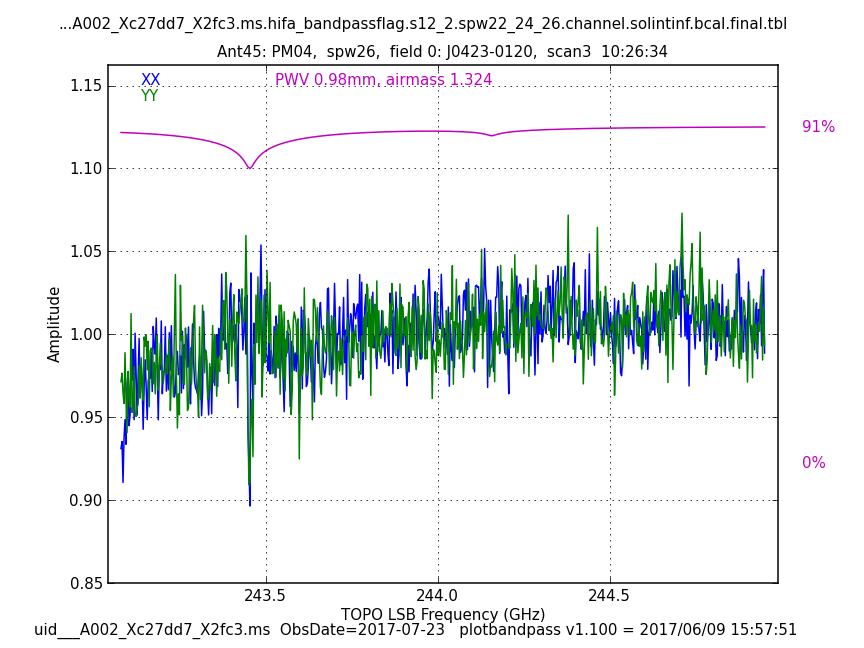 ...A002_Xc27dd7_X2fc3.ms.hifa_bandpassflag.s12_2.spw22_24_26.channel.solintinf.bcal.final.tbl
Ant45: PM04,  spw26,  field 0: J0423-0120,  scan3  10:26:34
XX
PWV 0.98mm, airmass 1.324
YY
1.15
1.10
1.05
1.00
0.95
0.90
0.85
Amplitude
91%
0%
243.5
244.0
244.5
TOPO LSB Frequency (GHz)
uid___A002_Xc27dd7_X2fc3.ms  ObsDate=2017-07-23   plotbandpass v1.100 = 2017/06/09 15:57:51